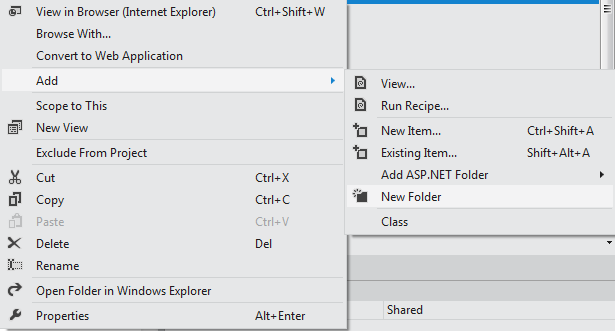 View in Browser (Internet Explorer) Ctrl+Shift+W
Browse With...
Convert to Web Application
Add
Scope to This
New View
Exclude From Project
Cut Ctrl+X
Copy Ctrl+C
Paste Ctrl+V
Delete Del
Rename
Open Folder in Windows Explorer
Properties Alt+Enter
View...
Run Recipe...
New Item... Ctrl+Shift+A
Existing Item... Shift+Alt+A
Add ASP.NET Folder
New Folder
Class
Shared